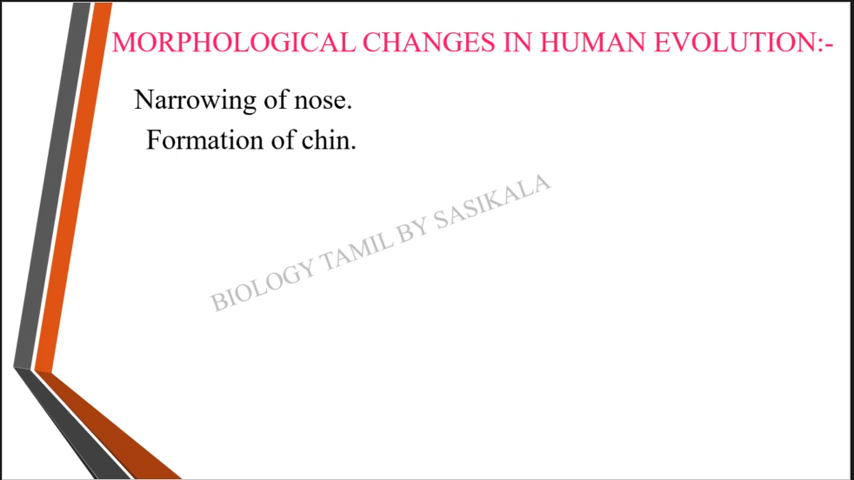 MORPHOLOGICAL CHANGES IN HUMAN EVOLUTION:-
Narrowing of nose.
Formation of chin.
BIOLOGY TAMIL BY SASIKALA